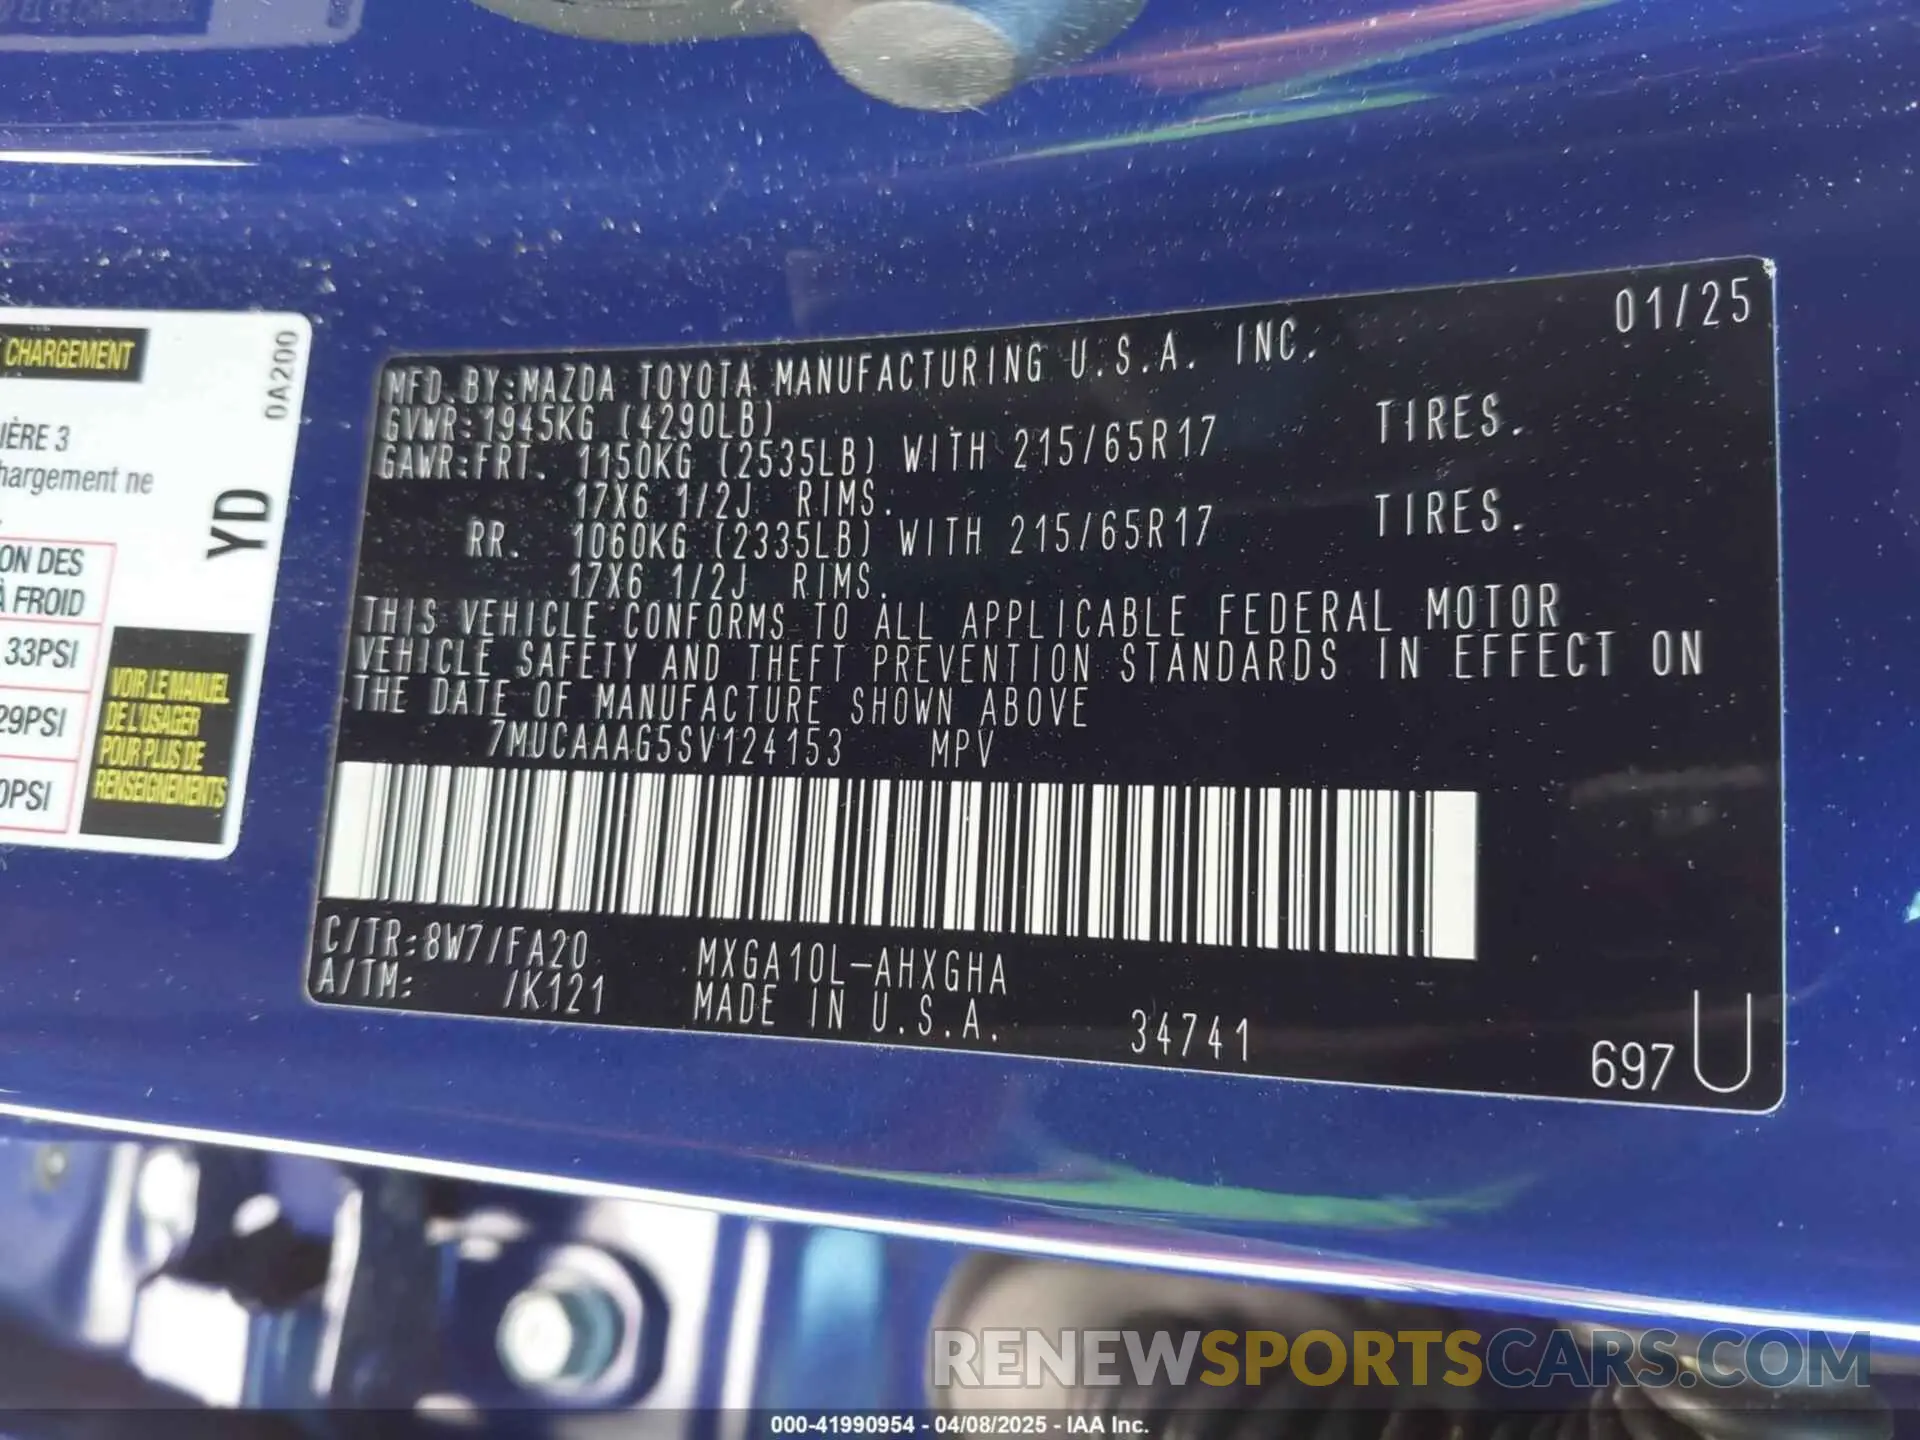 01/25
MFD.BY:MAZDA TOYOTA MANUFACTURING U.S.A. INC.
GVWR:1945KG (4290LB)
GAWR:FRT. 1150KG (2535LB) WITH 215/65R17 TIRES.
17X6 1/2J RIMS.
RR. 1060KG (2335LB) WITH 215/65R17 TIRES.
17X6 1/2J RIMS.
THIS VEHICLE CONFORMS TO ALL APPLICABLE FEDERAL MOTOR
VEHICLE SAFETY AND THEFT PREVENTION STANDARDS IN EFFECT ON
THE DATE OF MANUFACTURE SHOWN ABOVE
7MUCAAAG5SV124153 MPV
C/TR:8W7/FA20 MXGA10L-AHXGHA
A/TM: /K121 MADE IN U.S.A. 34741
697 U
CHARGEMENT
0A200
IÈRE 3
hargement ne
YD
ON DES
À FROID
33PSI
29PSI
0PSI
VOIR LE MANUEL
DE L'USAGER
POUR PLUS DE
RENSEIGNEMENTS
RENEWSPORTSCARS.COM
000-41990954 - 04/08/2025 - IAA Inc.